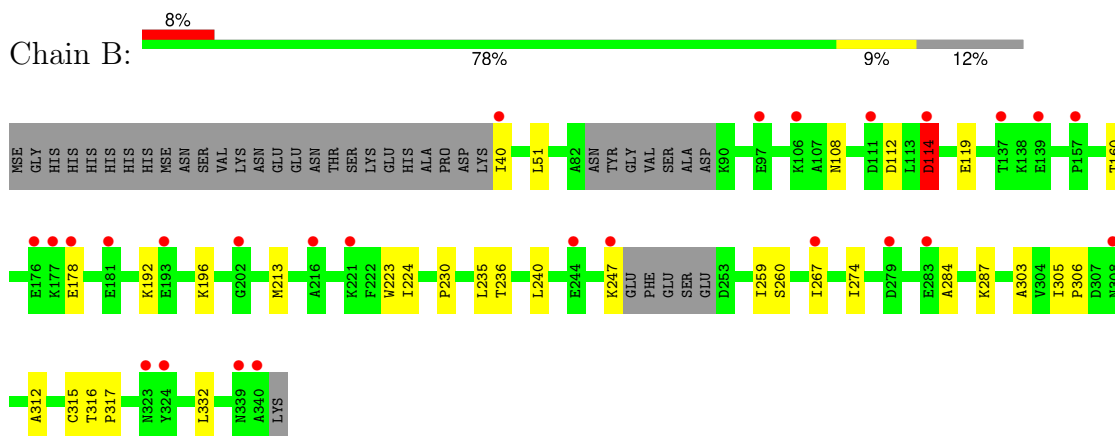 8%
Chain B:
78% 9% 12%
MSE GLY HIS HIS HIS HIS HIS HIS MSE ASN SER VAL LYS ASN GLU GLU ASN THR SER LYS GLU HIS ALA PRO ASP LYS I40 L51 A82 ASN TYR GLY VAL SER ALA ASP K90 E97 K106 A107 N108 D111 D112 L113 D114 E119 T137 K138 E139 P157 T160
E176 K177 E178 E181 K192 E193 K196 G202 M213 A216 K221 F222 W223 I224 P230 L235 T236 L240 E244 K247 GLU PHE GLU SER GLU D253 I259 S260 I267 I274 D279 E283 A284 K287 A303 V304 I305 P306 D307 N308
A312 C315 T316 P317 N323 Y324 L332 N339 A340 LYS